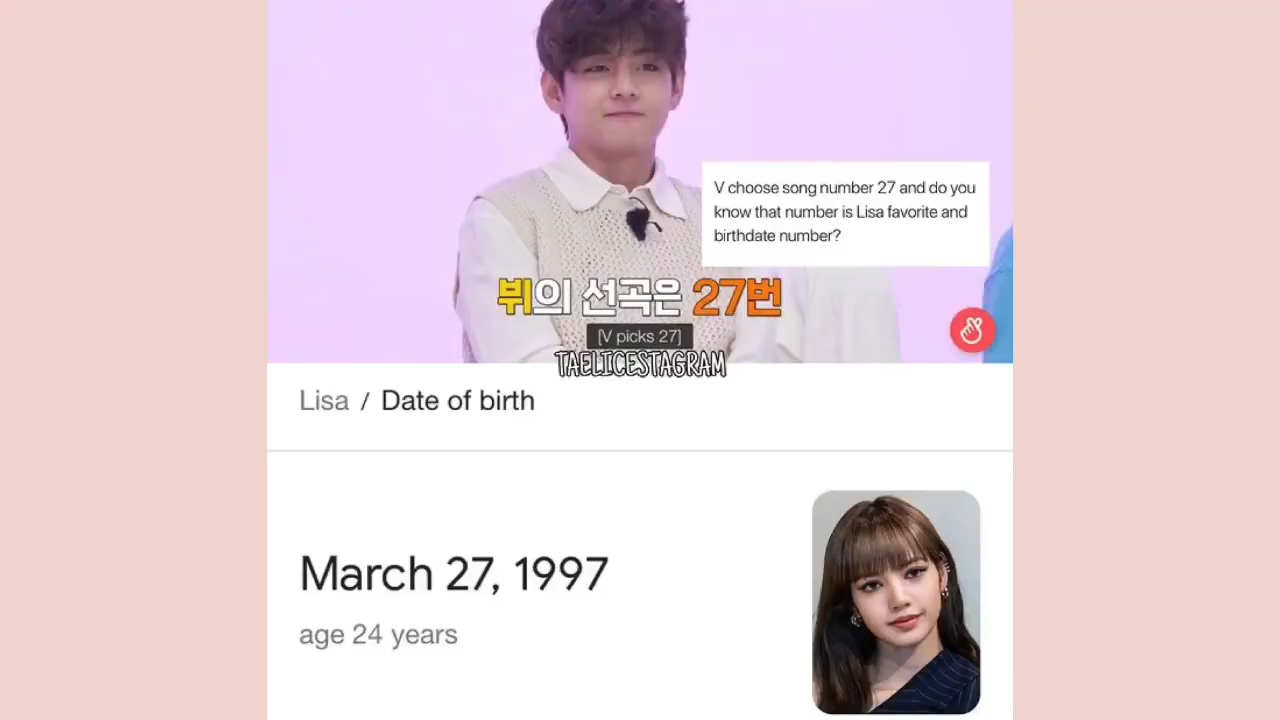 V choose song number 27 and do you
know that number is Lisa favorite and
birthdate number?
뷔의 선곡은 27번
[V picks 27]
TAELICESTAGRAM
Lisa / Date of birth
March 27, 1997
age 24 years